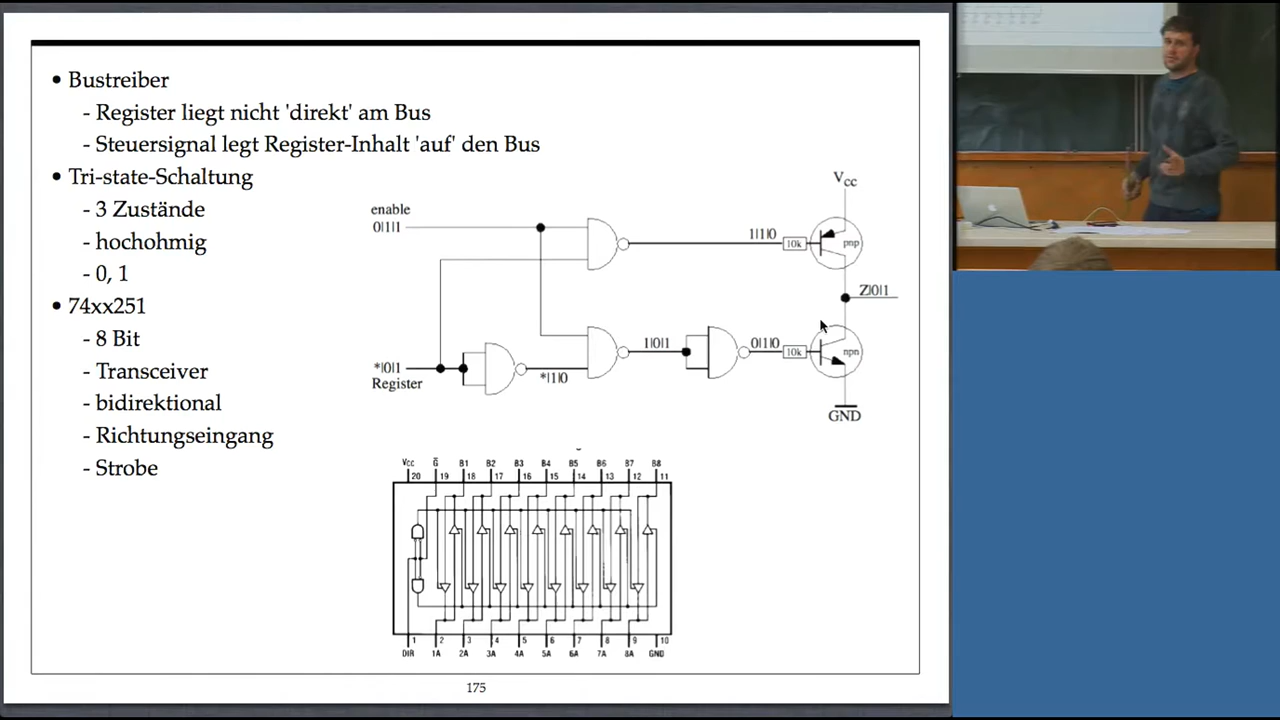 • Bustreiber
- Register liegt nicht 'direkt' am Bus
- Steuersignal legt Register-Inhalt 'auf' den Bus
• Tri-state-Schaltung
- 3 Zustände
- hochohmig
- 0, 1
• 74xx251
- 8 Bit
- Transceiver
- bidirektional
- Richtungseingang
- Strobe
Vcc
enable
0|1|1
1|1|0
10k
pnp
Z|0|1
1|0|1
0|1|0
10k
npn
*|0|1
Register
*|1|0
GND
Vcc G̅ B1 B2 B3 B4 B5 B6 B7 B8
20 19 18 17 16 15 14 13 12 11
1 2 3 4 5 6 7 8 9 10
DIR 1A 2A 3A 4A 5A 6A 7A 8A GND
175